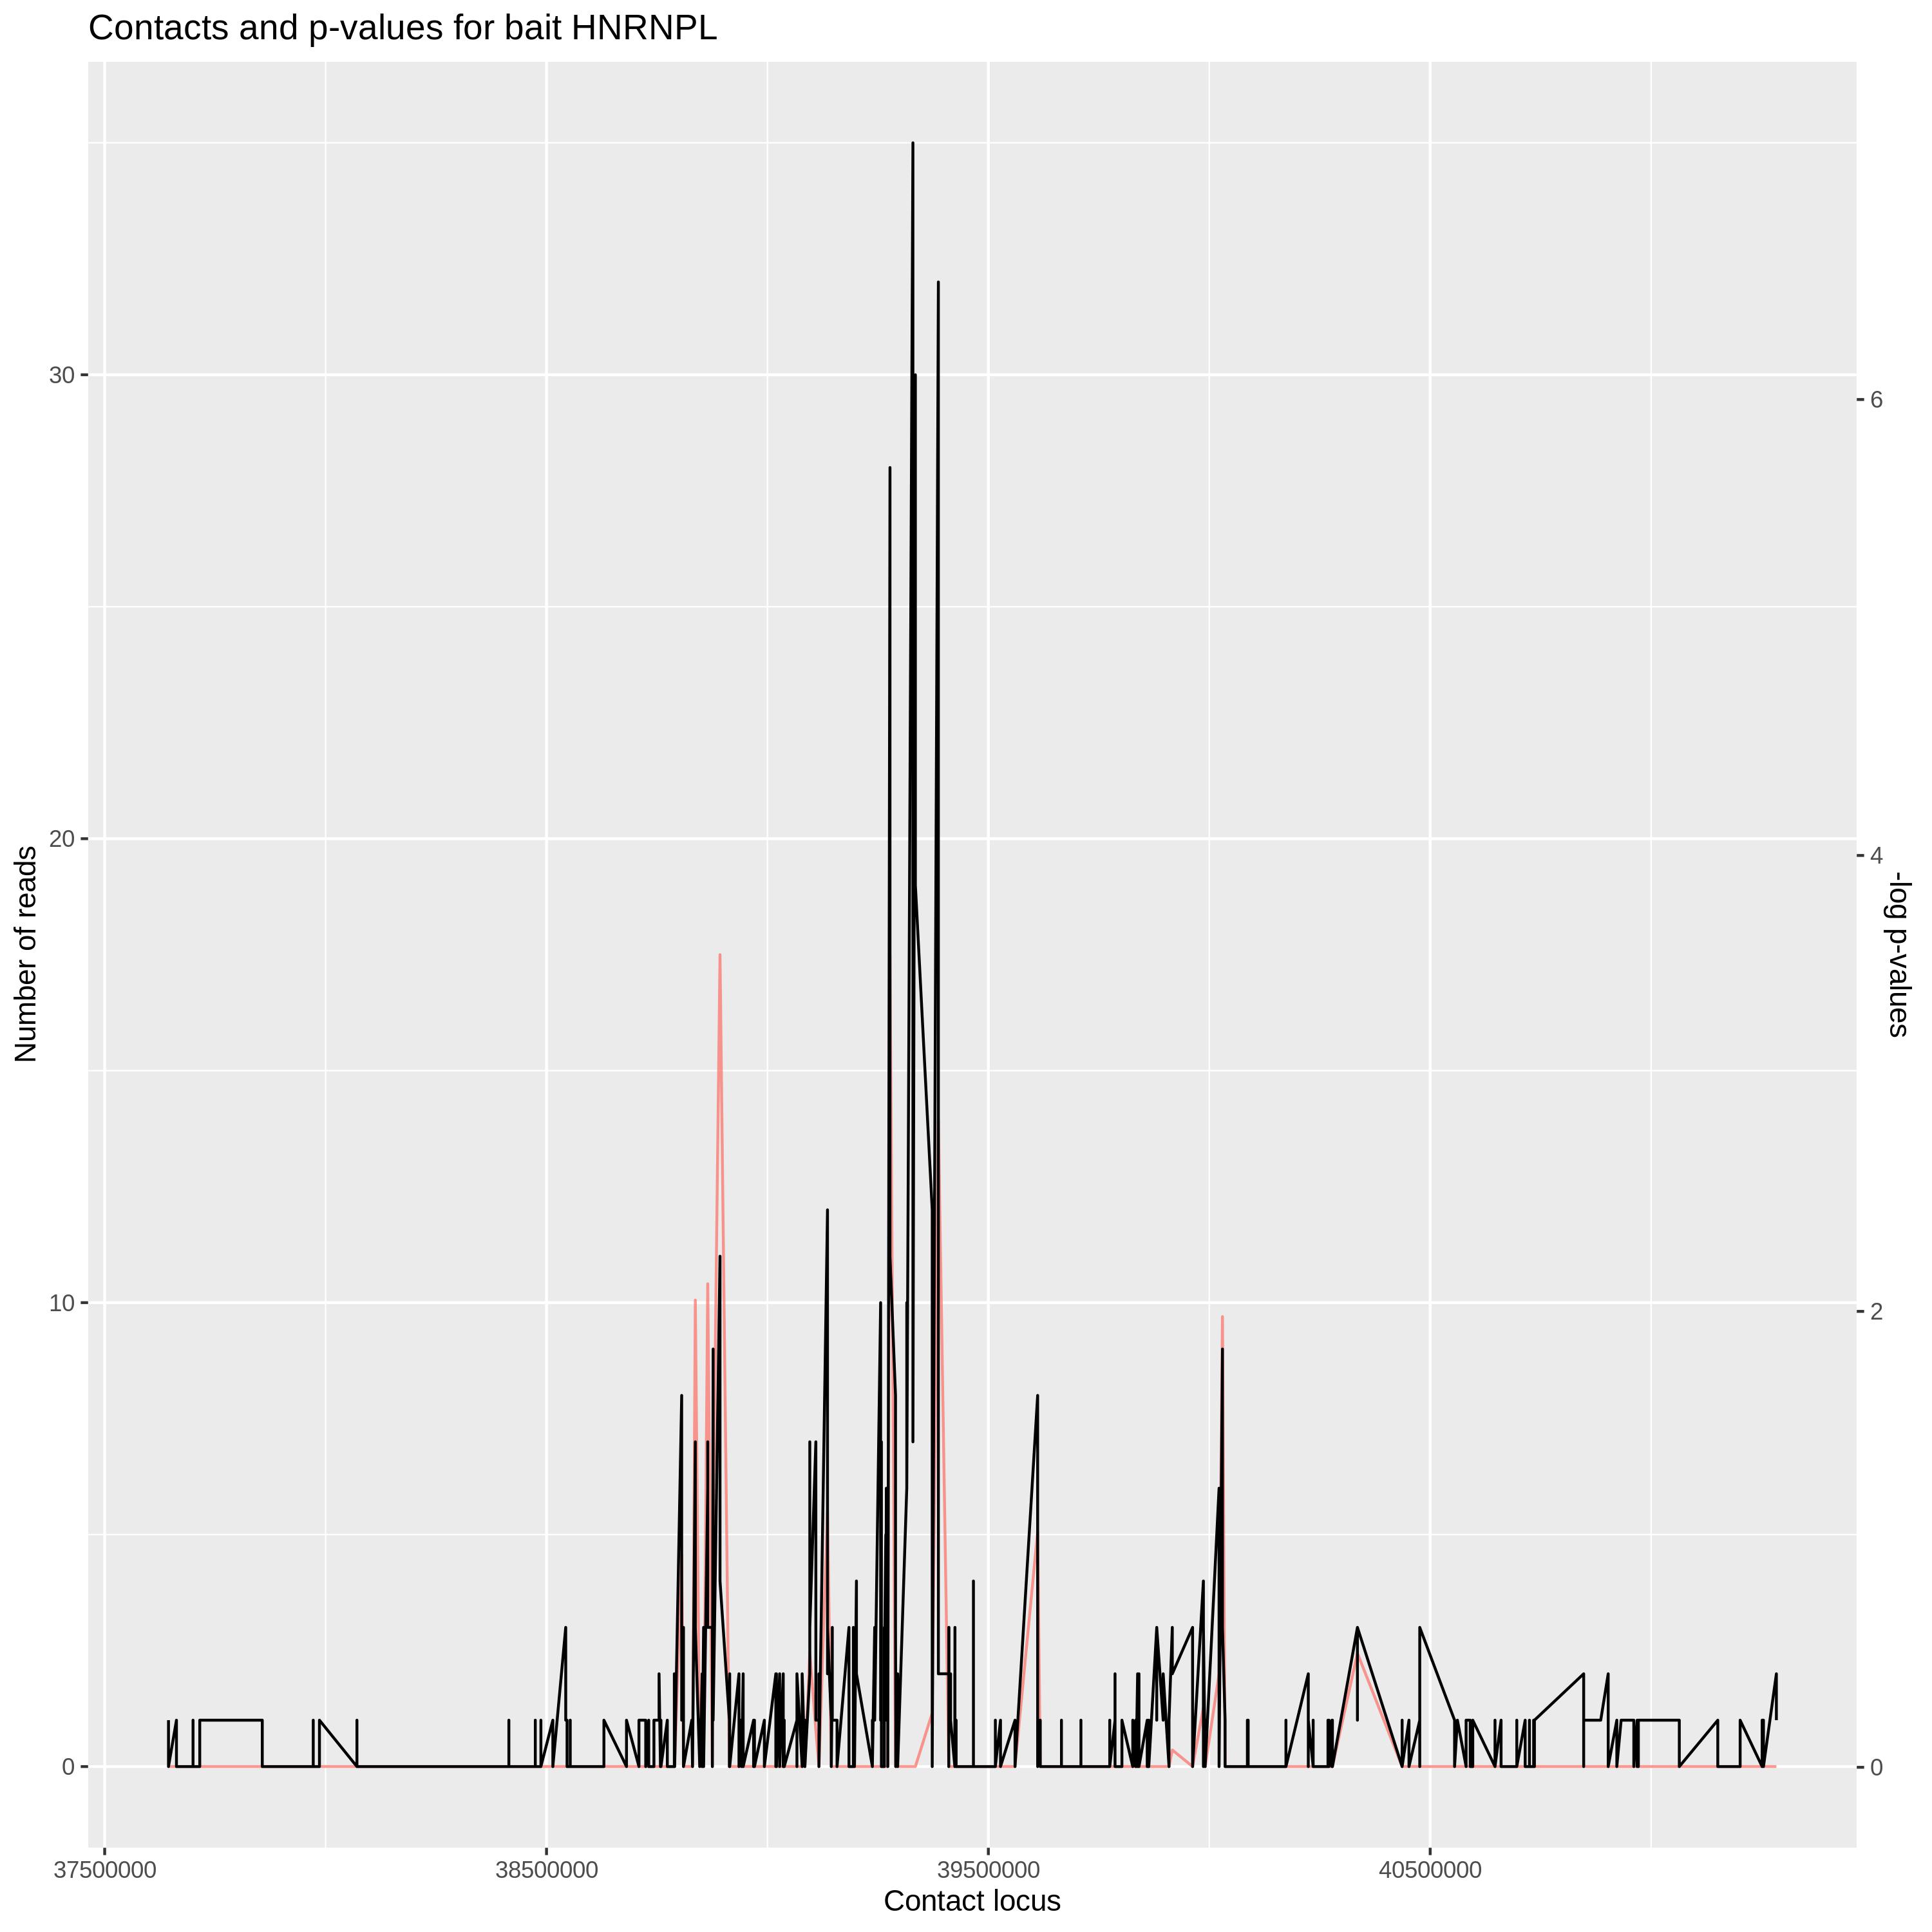 Contacts and p-values for bait HNRNPL
30
20
10
0
Number of reads
6
4
2
0
-log p-values
37500000 38500000 39500000 40500000
Contact locus